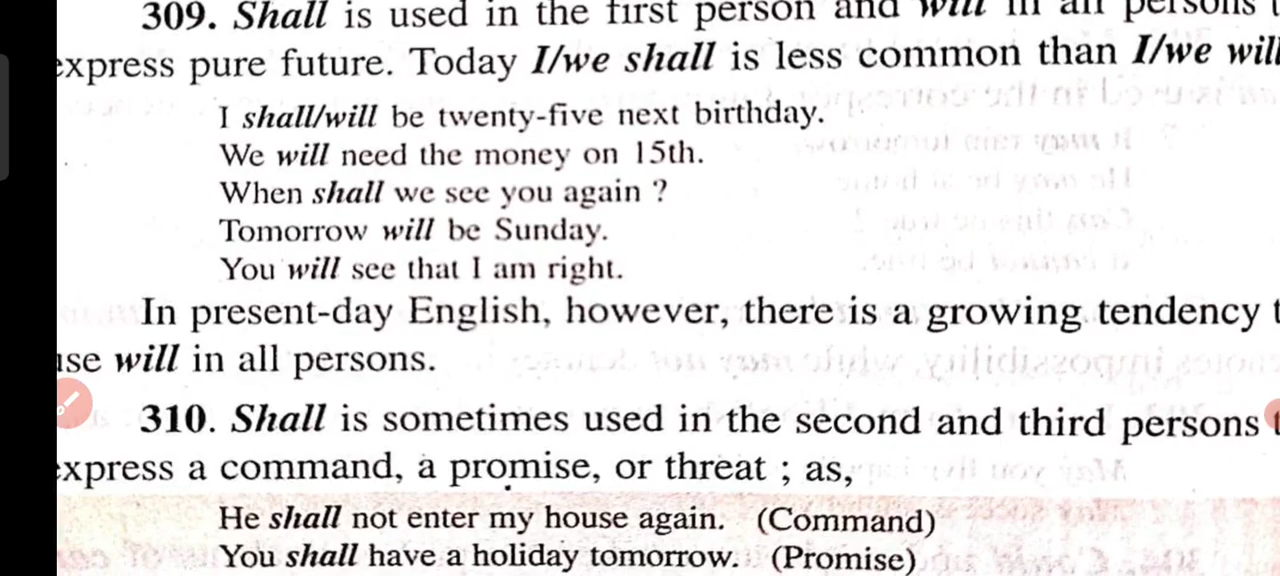 309. Shall is used in the first person and will in all persons t
express pure future. Today I/we shall is less common than I/we will
I shall/will be twenty-five next birthday.
We will need the money on 15th.
When shall we see you again ?
Tomorrow will be Sunday.
You will see that I am right.
In present-day English, however, there is a growing tendency t
use will in all persons.
310. Shall is sometimes used in the second and third persons t
express a command, a promise, or threat ; as,
He shall not enter my house again. (Command)
You shall have a holiday tomorrow. (Promise)